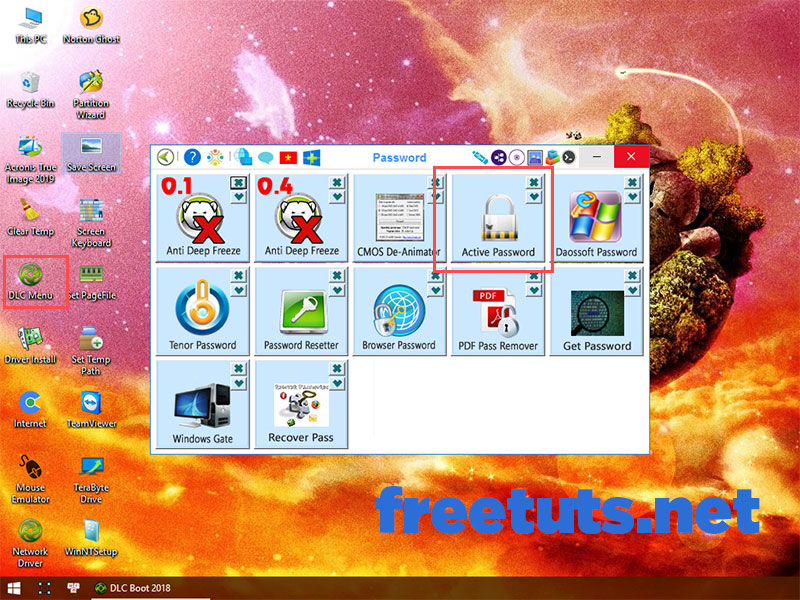 This PC
Norton Ghost
Recycle Bin
Partition
Wizard
Acronis True
Image 2019
Save Screen
Clear Temp
Screen
Keyboard
DLC Menu
Set PageFile
Driver Install
Set Temp
Path
Internet
TeamViewer
Mouse
Emulator
TeraByte
Drive
Network
Driver
WinNTSetup
Password
0.1
Anti Deep Freeze
0.4
Anti Deep Freeze
CMOS De-Animator
Active Password
Daossoft Password
Tenor Password
Password Resetter
Browser Password
PDF
PDF Pass Remover
Get Password
Windows Gate
Recover Pass
freetuts.net
DLC Boot 2018